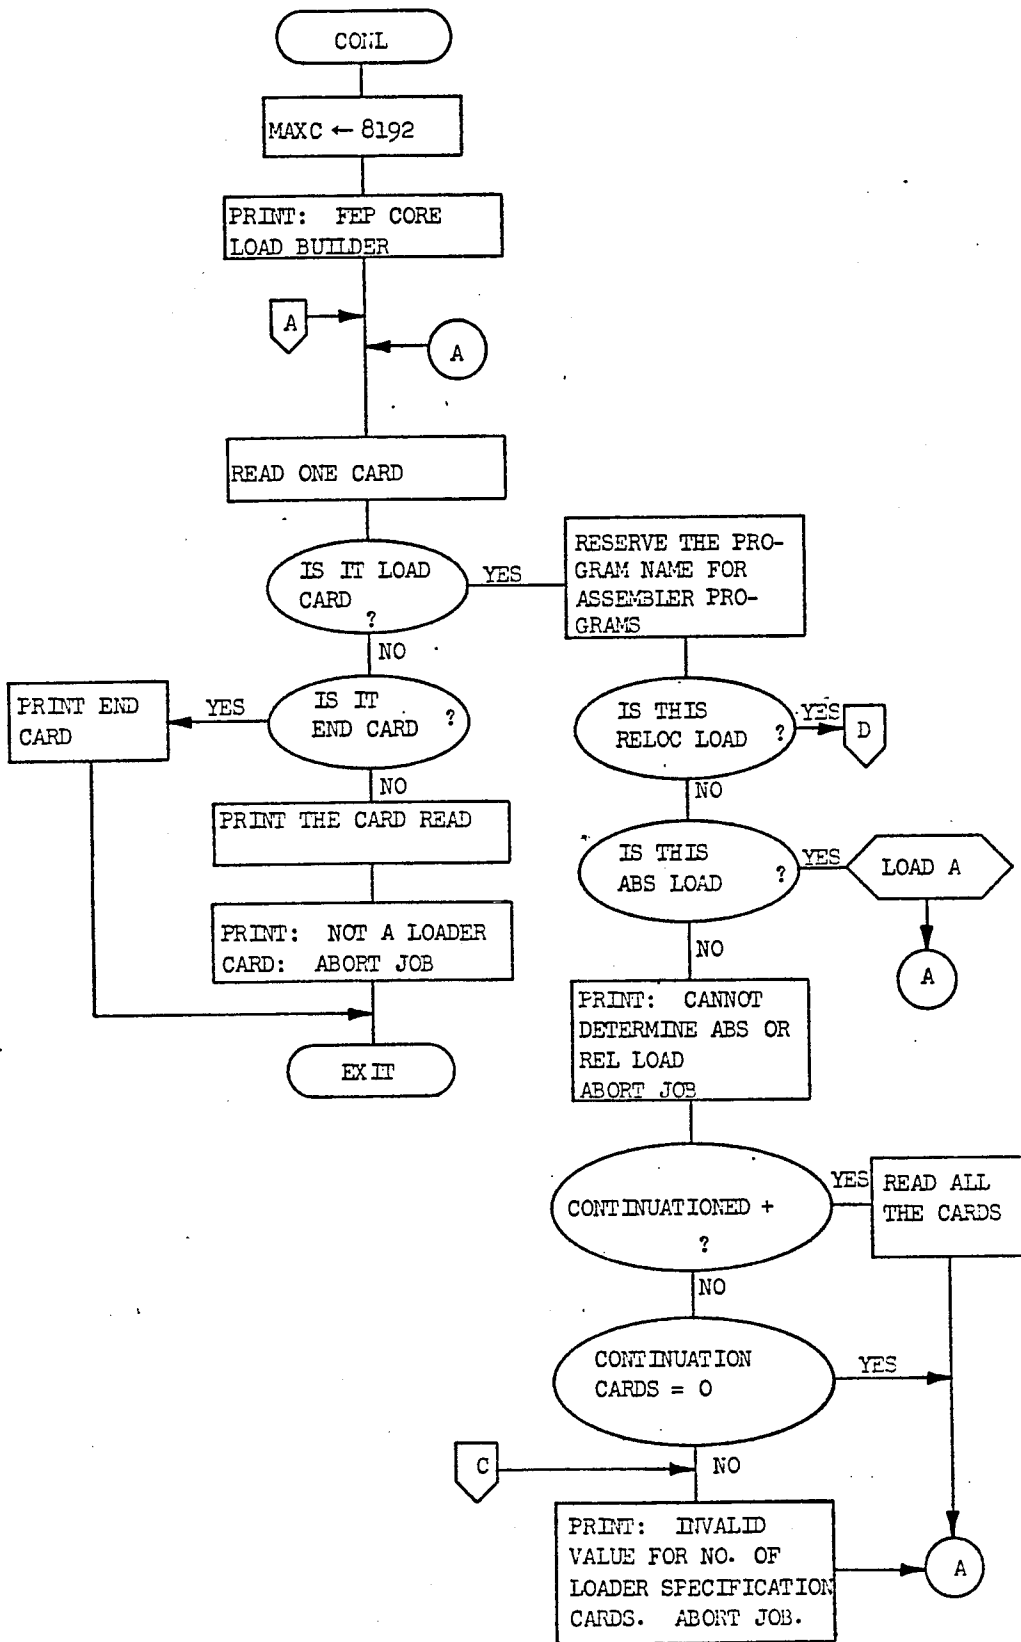 CONL
MAXC ← 8192
PRINT: FEP CORE
LOAD BUILDER
A
A
READ ONE CARD
IS IT LOAD
CARD
?
YES
RESERVE THE PRO-
GRAM NAME FOR
ASSEMBLER PRO-
GRAMS
NO
IS IT
END CARD ?
YES
PRINT END
CARD
IS THIS
RELOC LOAD ?
YES
D
NO
NO
PRINT THE CARD READ
IS THIS
ABS LOAD ?
YES
LOAD A
A
PRINT: NOT A LOADER
CARD: ABORT JOB
NO
EXIT
PRINT: CANNOT
DETERMINE ABS OR
REL LOAD
ABORT JOB
CONTINUATIONED +
?
YES
READ ALL
THE CARDS
NO
CONTINUATION
CARDS = 0
YES
C
NO
PRINT: INVALID
VALUE FOR NO. OF
LOADER SPECIFICATION
CARDS. ABORT JOB.
A